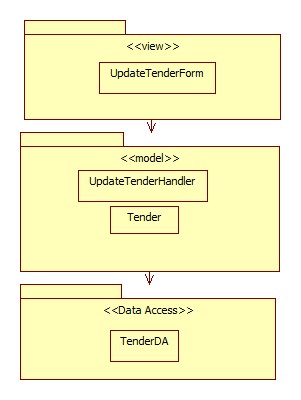 <<view>>
UpdateTenderForm
<<model>>
UpdateTenderHandler
Tender
<<Data Access>>
TenderDA